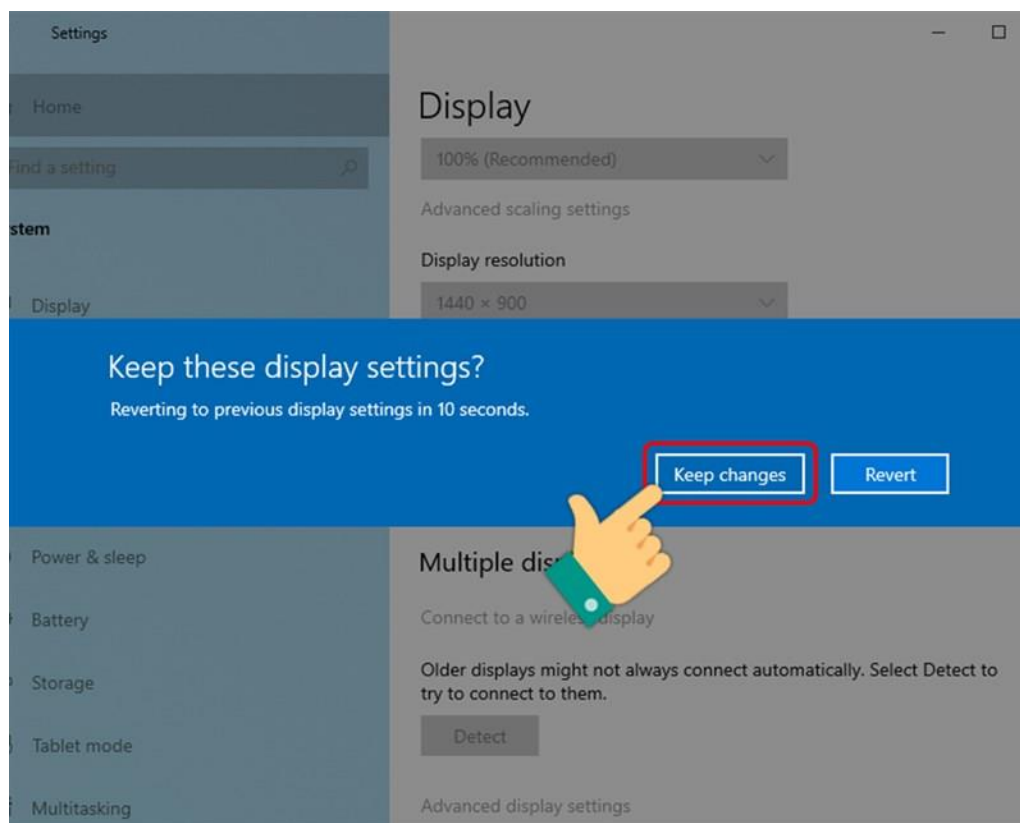 Settings
Home
Find a setting
stem
Display
Display
100% (Recommended)
Advanced scaling settings
Display resolution
1440 × 900
Keep these display settings?
Reverting to previous display settings in 10 seconds.
Keep changes
Revert
Power & sleep
Battery
Storage
Tablet mode
Multitasking
Multiple dis
Connect to a wireless display
Older displays might not always connect automatically. Select Detect to
try to connect to them.
Detect
Advanced display settings